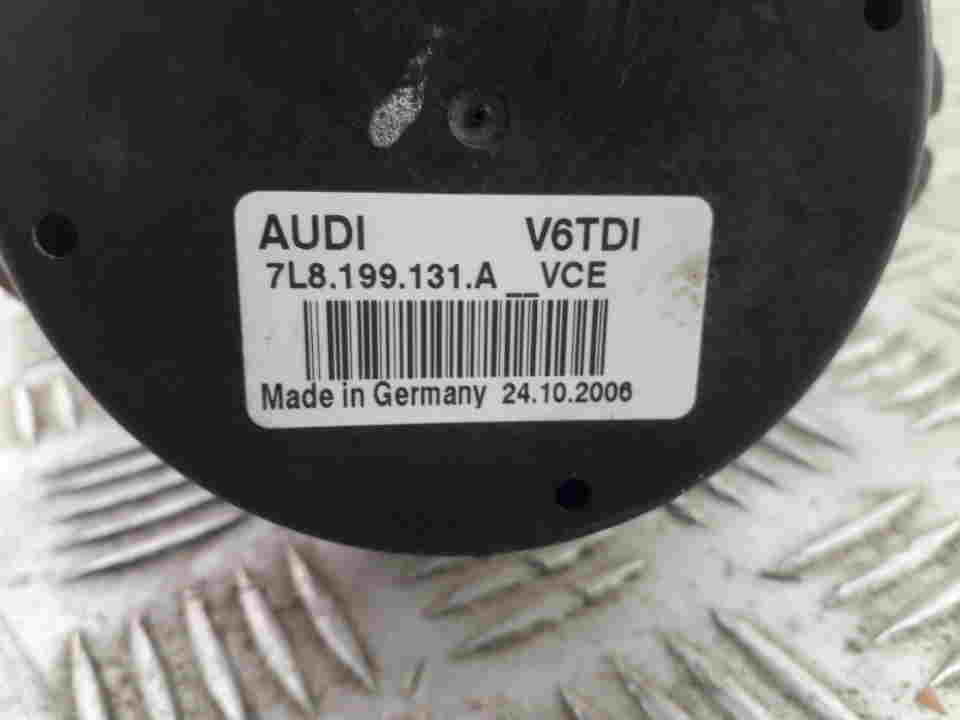 AUDI V6TDI
7L8.199.131.A __VCE
Made in Germany 24.10.2006